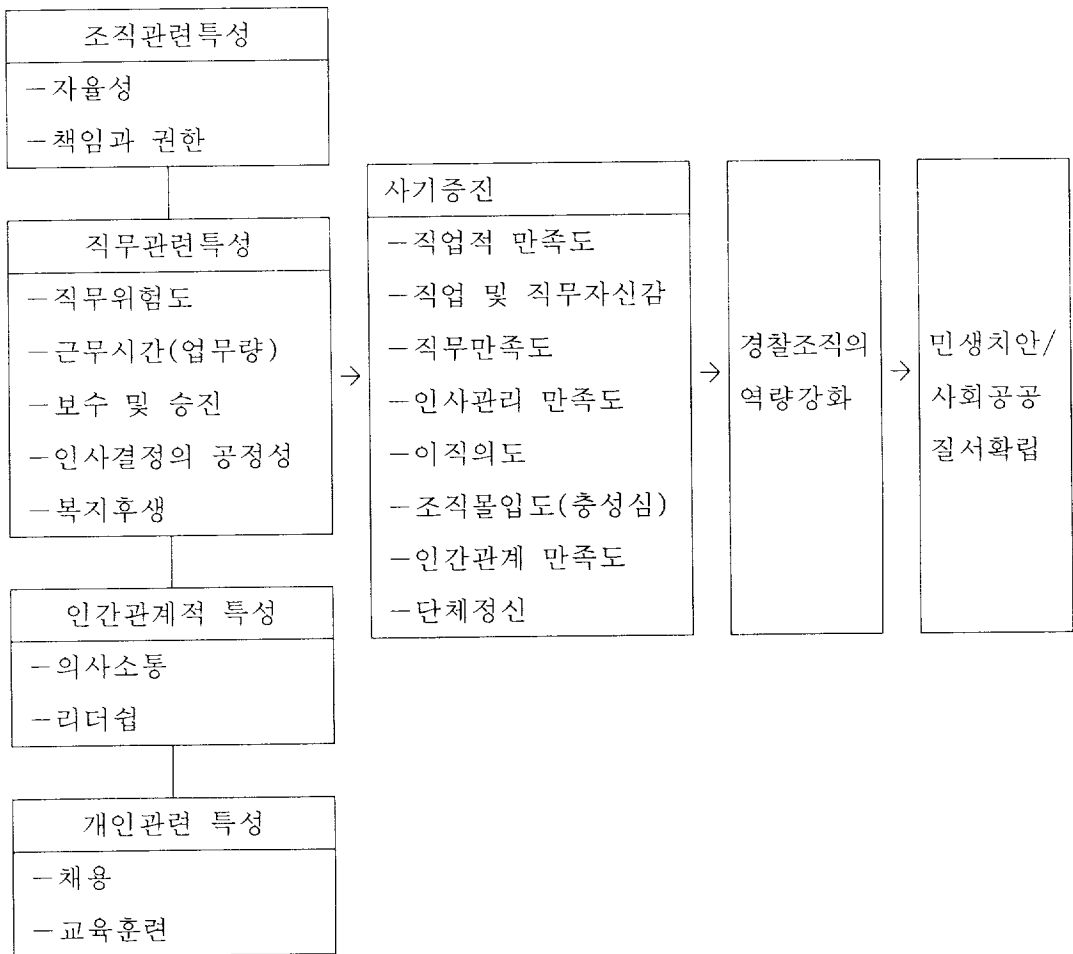 조직관련특성
-자율성
-책임과 권한
직무관련특성
-직무위험도
-근무시간(업무량)
-보수 및 승진
-인사결정의 공정성
-복지후생
인간관계적 특성
-의사소통
-리더쉽
개인관련 특성
-채용
-교육훈련
→
사기증진
-직업적 만족도
-직업 및 직무자신감
-직무만족도
-인사관리 만족도
-이직의도
-조직몰입도(충성심)
-인간관계 만족도
-단체정신
→
경찰조직의
역량강화
→
민생치안/
사회공공
질서확립